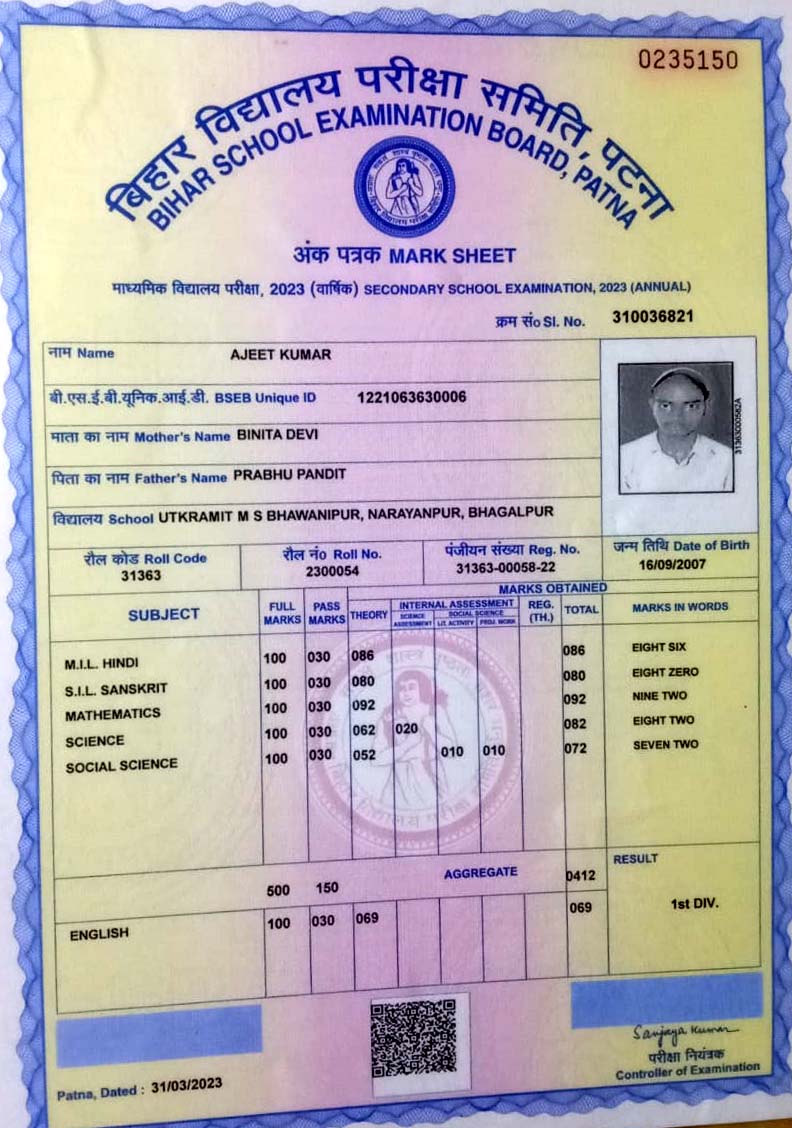 0235150
बिहार विद्यालय परीक्षा समिति, पटना
BIHAR SCHOOL EXAMINATION BOARD, PATNA
अंक पत्रक MARK SHEET
माध्यमिक विद्यालय परीक्षा, 2023 (वार्षिक) SECONDARY SCHOOL EXAMINATION, 2023 (ANNUAL)
क्रम सं० Sl. No. 310036821
नाम Name AJEET KUMAR
बी.एस.ई.बी.यूनिक.आई.डी. BSEB Unique ID 1221063630006
माता का नाम Mother's Name BINITA DEVI
पिता का नाम Father's Name PRABHU PANDIT
विद्यालय School UTKRAMIT M S BHAWANIPUR, NARAYANPUR, BHAGALPUR
रौल कोड Roll Code रौल नं० Roll No. पंजीयन संख्या Reg. No. जन्म तिथि Date of Birth
31363 2300054 31363-00058-22 16/09/2007
MARKS OBTAINED
SUBJECT FULL MARKS PASS MARKS THEORY INTERNAL ASSESSMENT REG. (TH.) TOTAL MARKS IN WORDS
SCIENCE ASSESSMENT SOCIAL SCIENCE LIT. ACTIVITY PROJ. WORK
M.I.L. HINDI 100 030 086 086 EIGHT SIX
S.I.L. SANSKRIT 100 030 080 080 EIGHT ZERO
MATHEMATICS 100 030 092 092 NINE TWO
SCIENCE 100 030 062 020 082 EIGHT TWO
SOCIAL SCIENCE 100 030 052 010 010 072 SEVEN TWO
500 150 AGGREGATE 0412 RESULT
ENGLISH 100 030 069 069 1st DIV.
Sanjaya Kumar
परीक्षा नियंत्रक
Controller of Examination
Patna, Dated : 31/03/2023